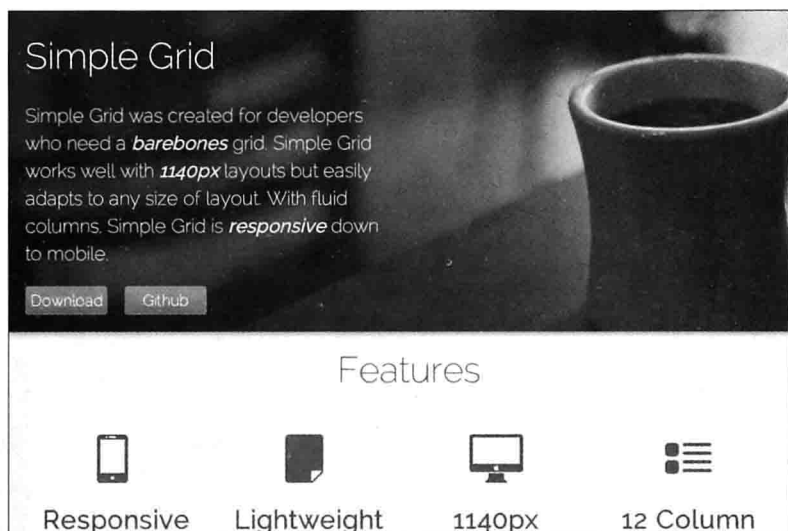 Simple Grid
Simple Grid was created for developers
who need a barebones grid. Simple Grid
works well with 1140px layouts but easily
adapts to any size of layout. With fluid
columns, Simple Grid is responsive down
to mobile.
Download Github
Features
Responsive Lightweight 1140px 12 Column